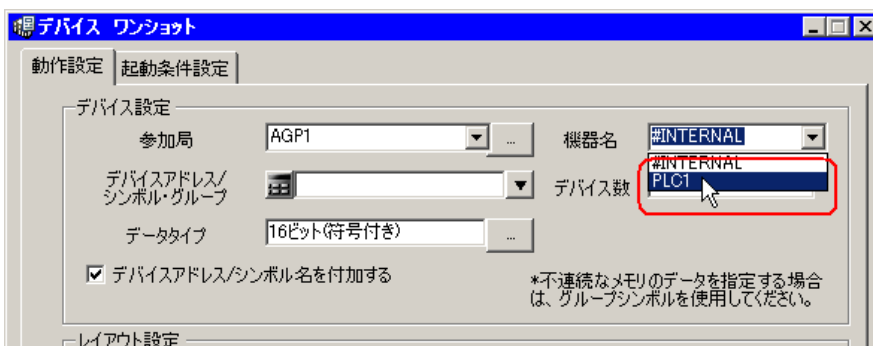 デバイス ワンショット
動作設定 起動条件設定
デバイス設定
参加局 AGP1 ... 機器名 #INTERNAL
#INTERNAL
PLC1
デバイスアドレス/
シンボル・グループ
デバイス数
データタイプ 16ビット(符号付き) ...
デバイスアドレス/シンボル名を付加する
*不連続なメモリのデータを指定する場合
は、グループシンボルを使用してください。
レイアウト設定